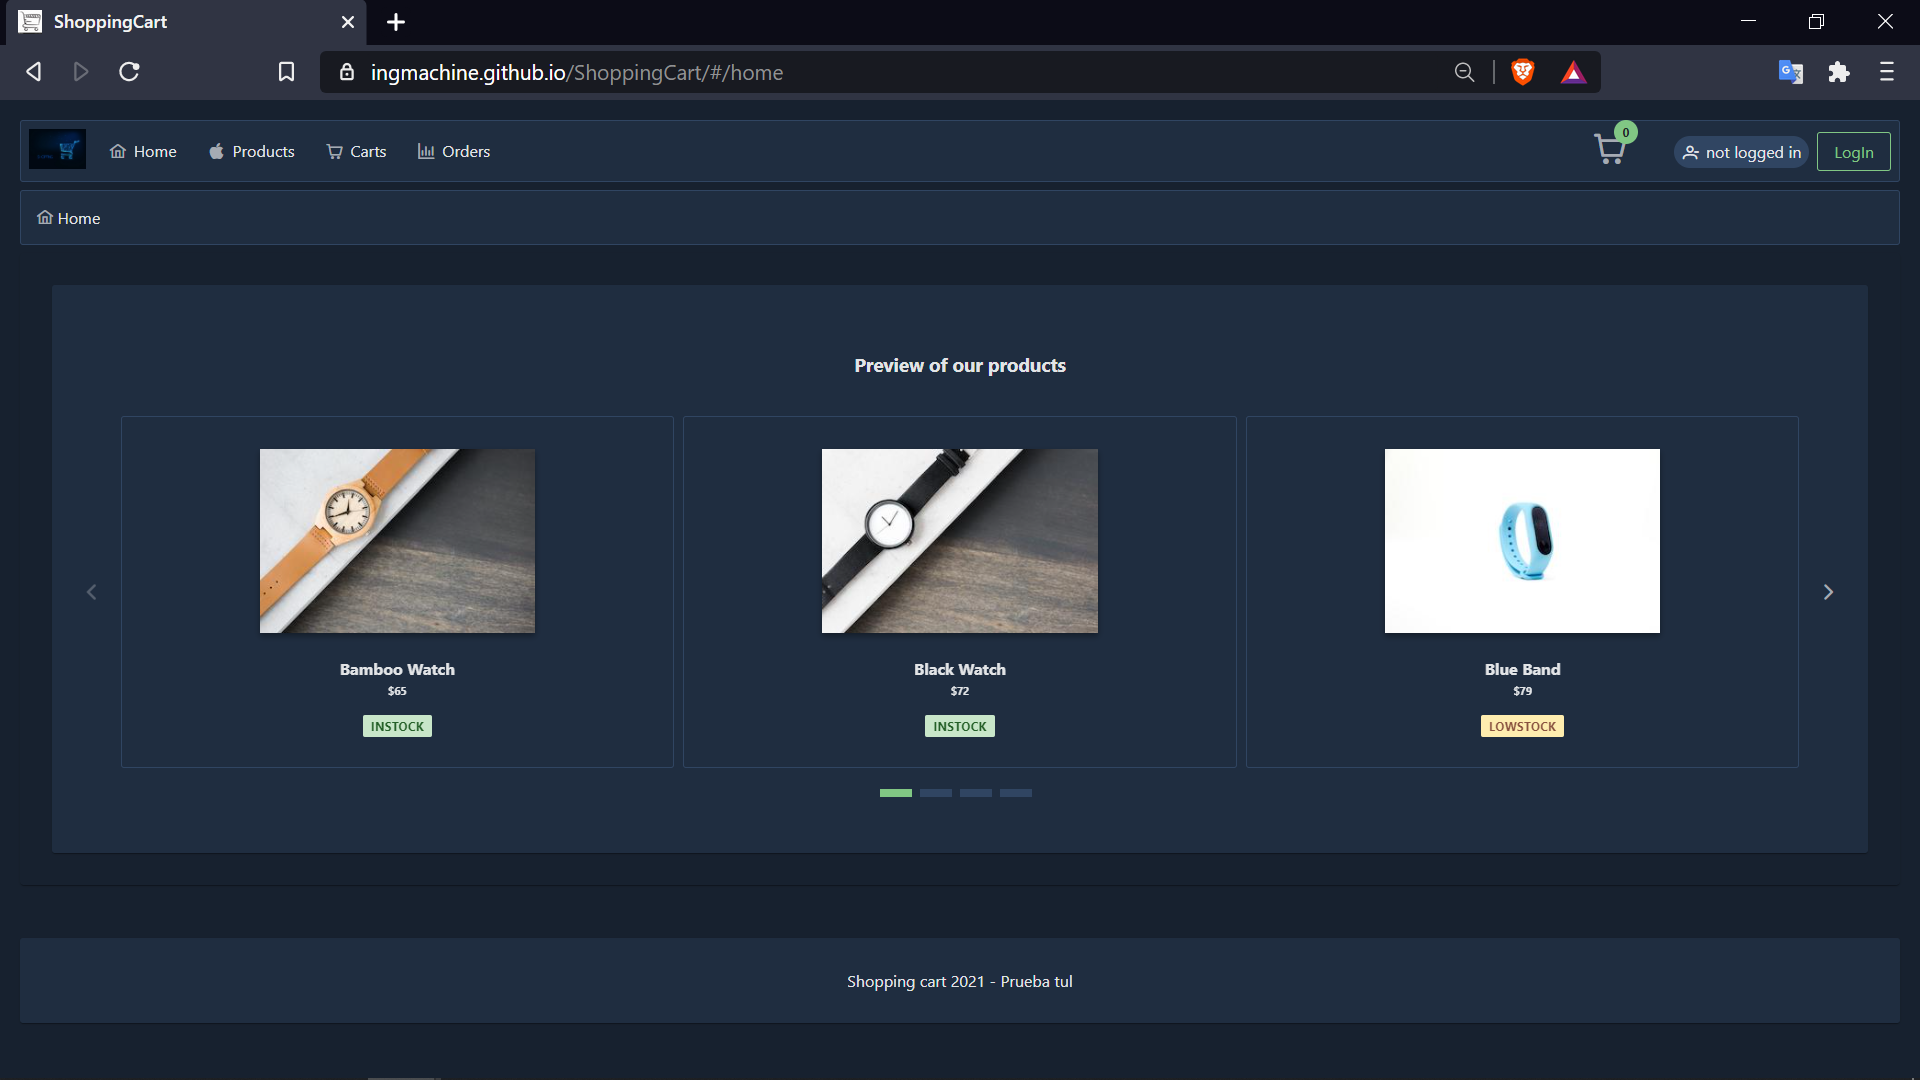 ShoppingCart
ingmachine.github.io/ShoppingCart/#/home
Home
Products
Carts
Orders
0
not logged in
LogIn
Home
Preview of our products
Bamboo Watch
$65
INSTOCK
Black Watch
$72
INSTOCK
Blue Band
$79
LOWSTOCK
Shopping cart 2021 - Prueba tul